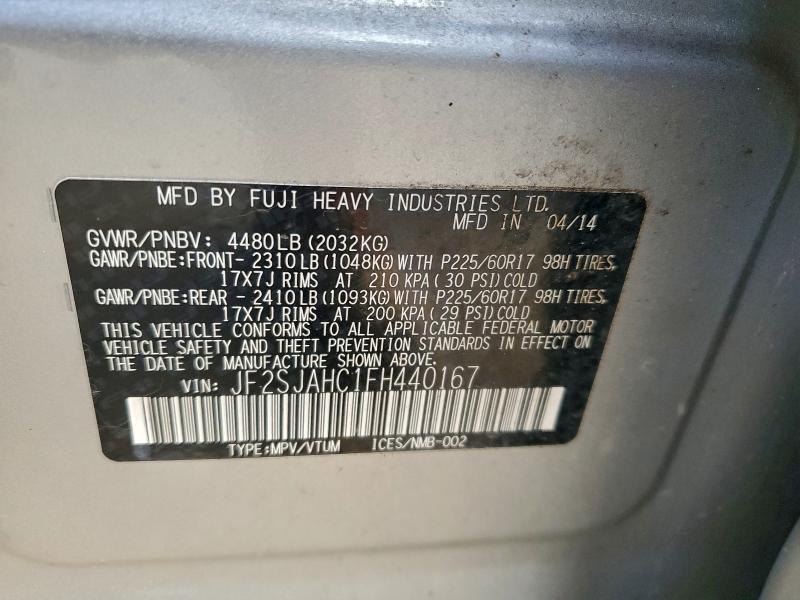 MFD BY FUJI HEAVY INDUSTRIES LTD.
MFD IN 04/14
GVWR/PNBV: 4480LB(2032KG)
GAWR/PNBE:FRONT- 2310LB(1048KG)WITH P225/60R17 98H TIRES,
17X7J RIMS AT 210 KPA( 30 PSI)COLD
GAWR/PNBE:REAR - 2410LB(1093KG)WITH P225/60R17 98H TIRES,
17X7J RIMS AT 200 KPA( 29 PSI)COLD
THIS VEHICLE CONFORMS TO ALL APPLICABLE FEDERAL MOTOR
VEHICLE SAFETY AND THEFT PREVENTION STANDARDS IN EFFECT ON
THE DATE OF MANUFACTURE SHOWN ABOVE.
VIN: JF2SJAHC1FH440167
TYPE:MPV/VTUM ICES/NMB-002